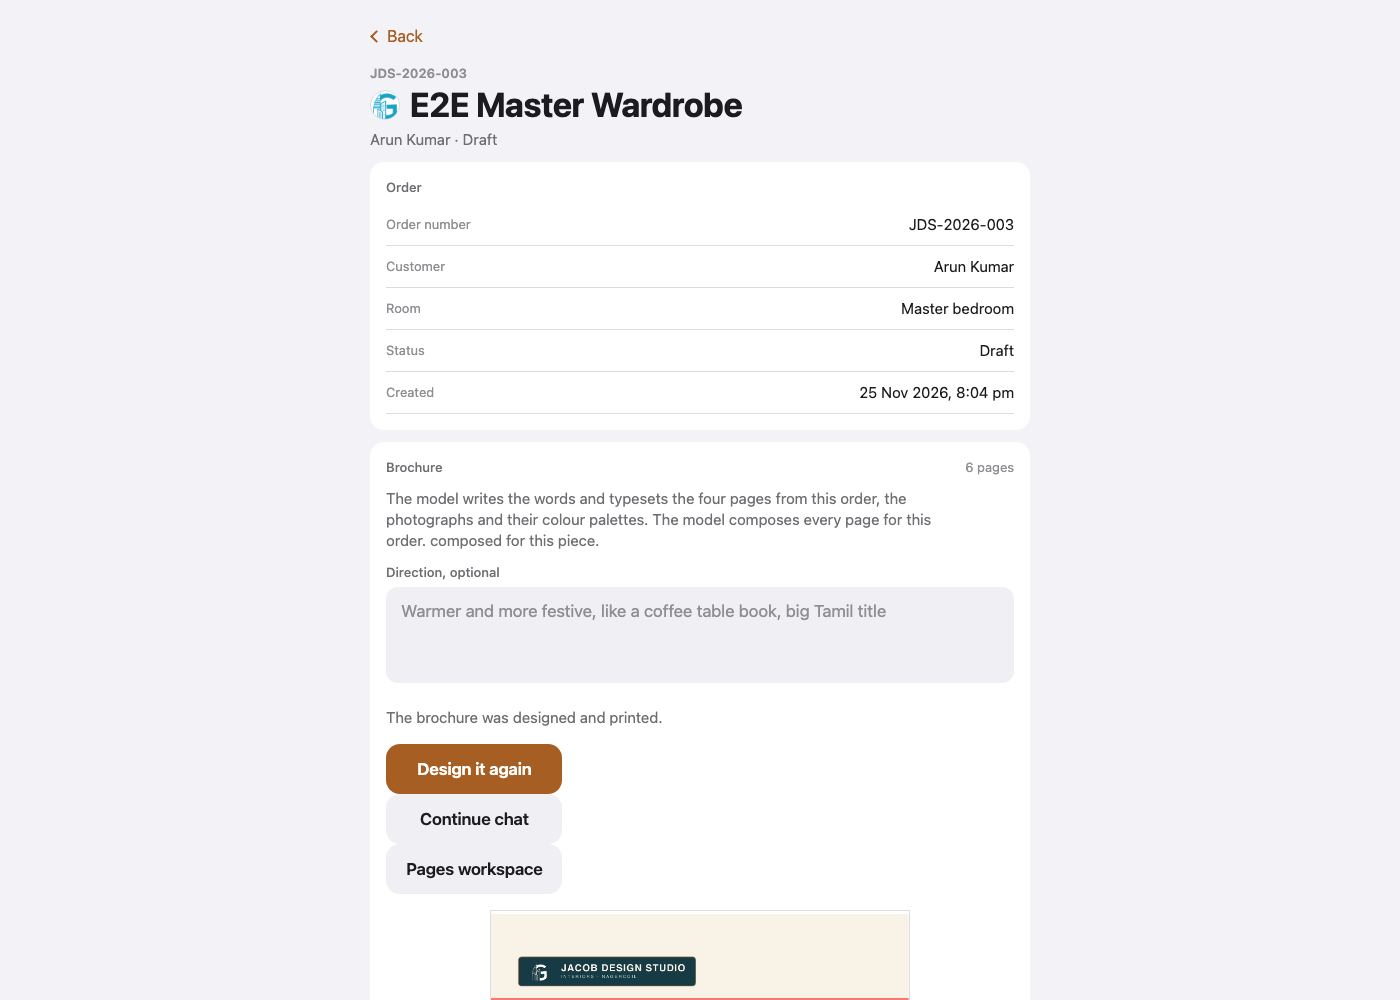 Back
JDS-2026-003
E2E Master Wardrobe
Arun Kumar · Draft
Order
Order number JDS-2026-003
Customer Arun Kumar
Room Master bedroom
Status Draft
Created 25 Nov 2026, 8:04 pm
Brochure 6 pages
The model writes the words and typesets the four pages from this order, the
photographs and their colour palettes. The model composes every page for this
order. composed for this piece.
Direction, optional
Warmer and more festive, like a coffee table book, big Tamil title
The brochure was designed and printed.
Design it again
Continue chat
Pages workspace
JACOB DESIGN STUDIO
INTERIORS · NAGERCOIL